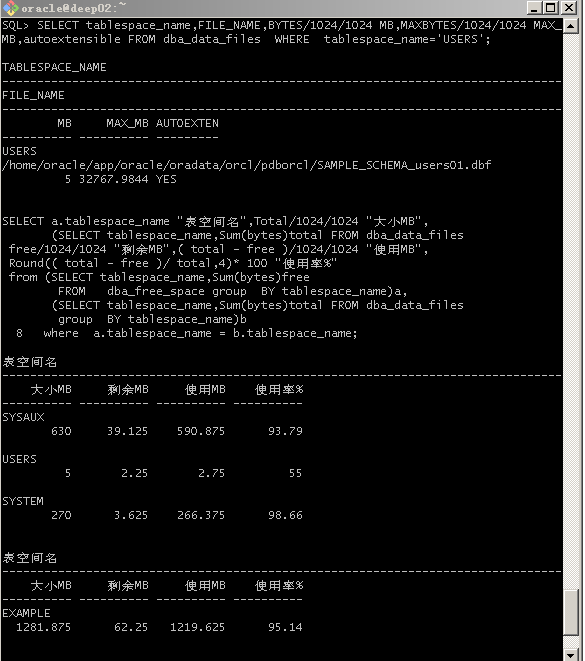 oracle@deep02:~
SQL> SELECT tablespace_name,FILE_NAME,BYTES/1024/1024 MB,MAXBYTES/1024/1024 MAX_
MB,autoextensible FROM dba_data_files  WHERE  tablespace_name='USERS';
TABLESPACE_NAME
--------------------------------------------------------------------------------
FILE_NAME
--------------------------------------------------------------------------------
        MB     MAX_MB AUTOEXTEN
---------- ---------- ---------
USERS
/home/oracle/app/oracle/oradata/orcl/pdborcl/SAMPLE_SCHEMA_users01.dbf
         5 32767.9844 YES
SELECT a.tablespace_name "表空间名",Total/1024/1024 "大小MB",
       (SELECT tablespace_name,Sum(bytes)total FROM dba_data_files
 free/1024/1024 "剩余MB",( total - free )/1024/1024 "使用MB",
 Round(( total - free )/ total,4)* 100 "使用率%"
 from (SELECT tablespace_name,Sum(bytes)free
        FROM   dba_free_space group  BY tablespace_name)a,
       (SELECT tablespace_name,Sum(bytes)total FROM dba_data_files
        group  BY tablespace_name)b
  8   where  a.tablespace_name = b.tablespace_name;
表空间名
--------------------------------------------------------------------------------
    大小MB     剩余MB     使用MB    使用率%
---------- ---------- ---------- ----------
SYSAUX
       630     39.125    590.875      93.79
USERS
         5       2.25       2.75         55
SYSTEM
       270      3.625    266.375      98.66
表空间名
--------------------------------------------------------------------------------
    大小MB     剩余MB     使用MB    使用率%
---------- ---------- ---------- ----------
EXAMPLE
  1281.875      62.25   1219.625      95.14